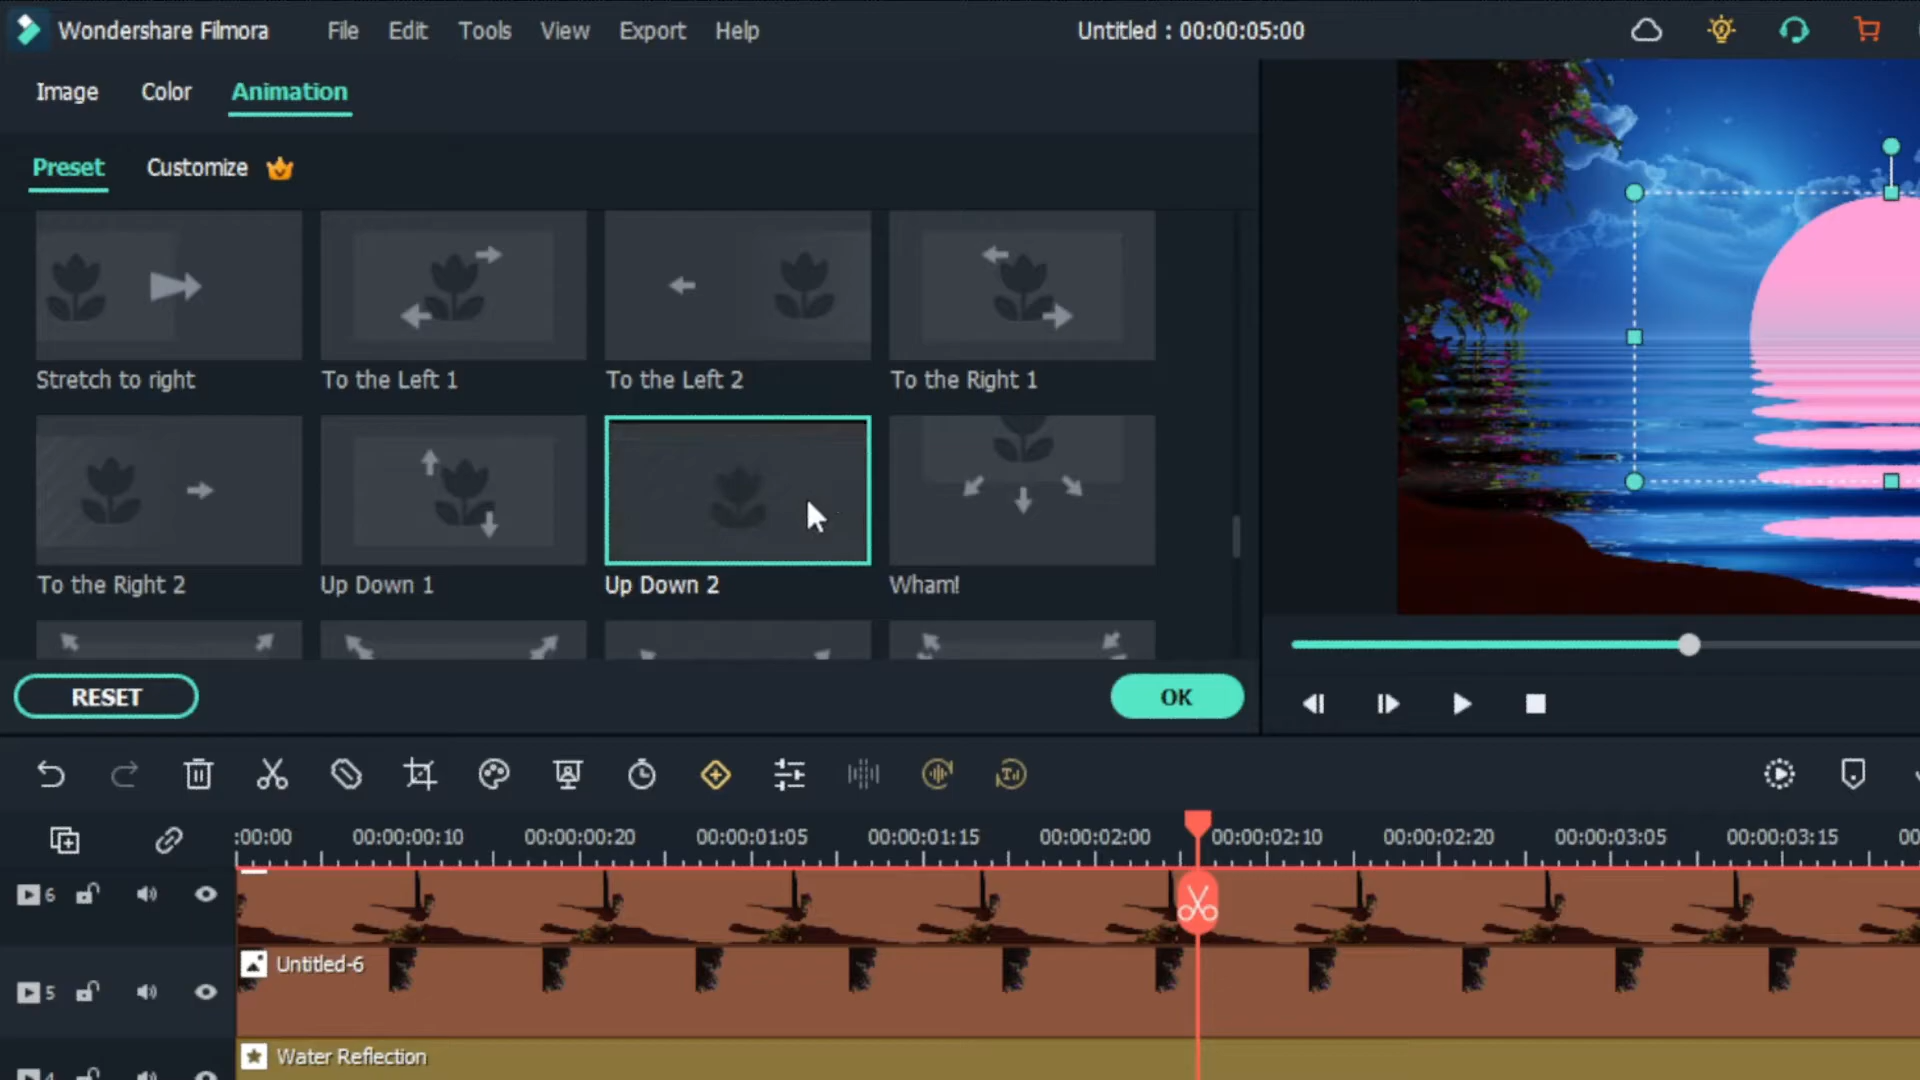 Wondershare Filmora File Edit Tools View Export Help Untitled : 00:00:05:00
Image Color Animation
Preset Customize
Stretch to right To the Left 1 To the Left 2 To the Right 1
To the Right 2 Up Down 1 Up Down 2 Wham!
RESET OK
:00:00 00:00:00:10 00:00:00:20 00:00:01:05 00:00:01:15 00:00:02:00 00:00:02:10 00:00:02:20 00:00:03:05 00:00:03:15 00
6
Untitled-6
5
Water Reflection
4